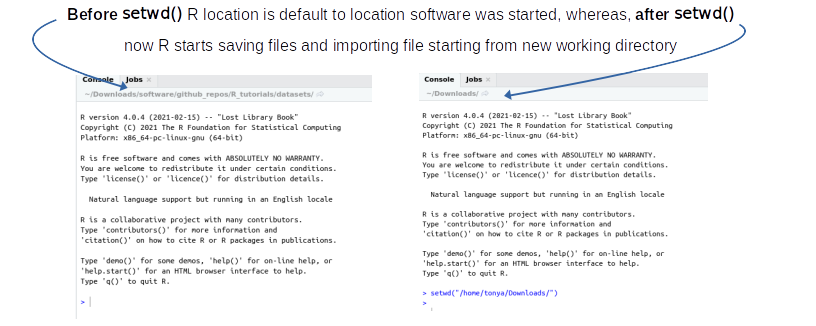 Before setwd() R location is default to location software was started, whereas, after setwd()
now R starts saving files and importing file starting from new working directory
Console Jobs ×
~/Downloads/software/github_repos/R_tutorials/datasets/
R version 4.0.4 (2021-02-15) -- "Lost Library Book"
Copyright (C) 2021 The R Foundation for Statistical Computing
Platform: x86_64-pc-linux-gnu (64-bit)
R is free software and comes with ABSOLUTELY NO WARRANTY.
You are welcome to redistribute it under certain conditions.
Type 'license()' or 'licence()' for distribution details.
Natural language support but running in an English locale
R is a collaborative project with many contributors.
Type 'contributors()' for more information and
'citation()' on how to cite R or R packages in publications.
Type 'demo()' for some demos, 'help()' for on-line help, or
'help.start()' for an HTML browser interface to help.
Type 'q()' to quit R.
>
Console Jobs ×
~/Downloads/
R version 4.0.4 (2021-02-15) -- "Lost Library Book"
Copyright (C) 2021 The R Foundation for Statistical Computing
Platform: x86_64-pc-linux-gnu (64-bit)
R is free software and comes with ABSOLUTELY NO WARRANTY.
You are welcome to redistribute it under certain conditions.
Type 'license()' or 'licence()' for distribution details.
Natural language support but running in an English locale
R is a collaborative project with many contributors.
Type 'contributors()' for more information and
'citation()' on how to cite R or R packages in publications.
Type 'demo()' for some demos, 'help()' for on-line help, or
'help.start()' for an HTML browser interface to help.
Type 'q()' to quit R.
> setwd("/home/tonya/Downloads/")
>